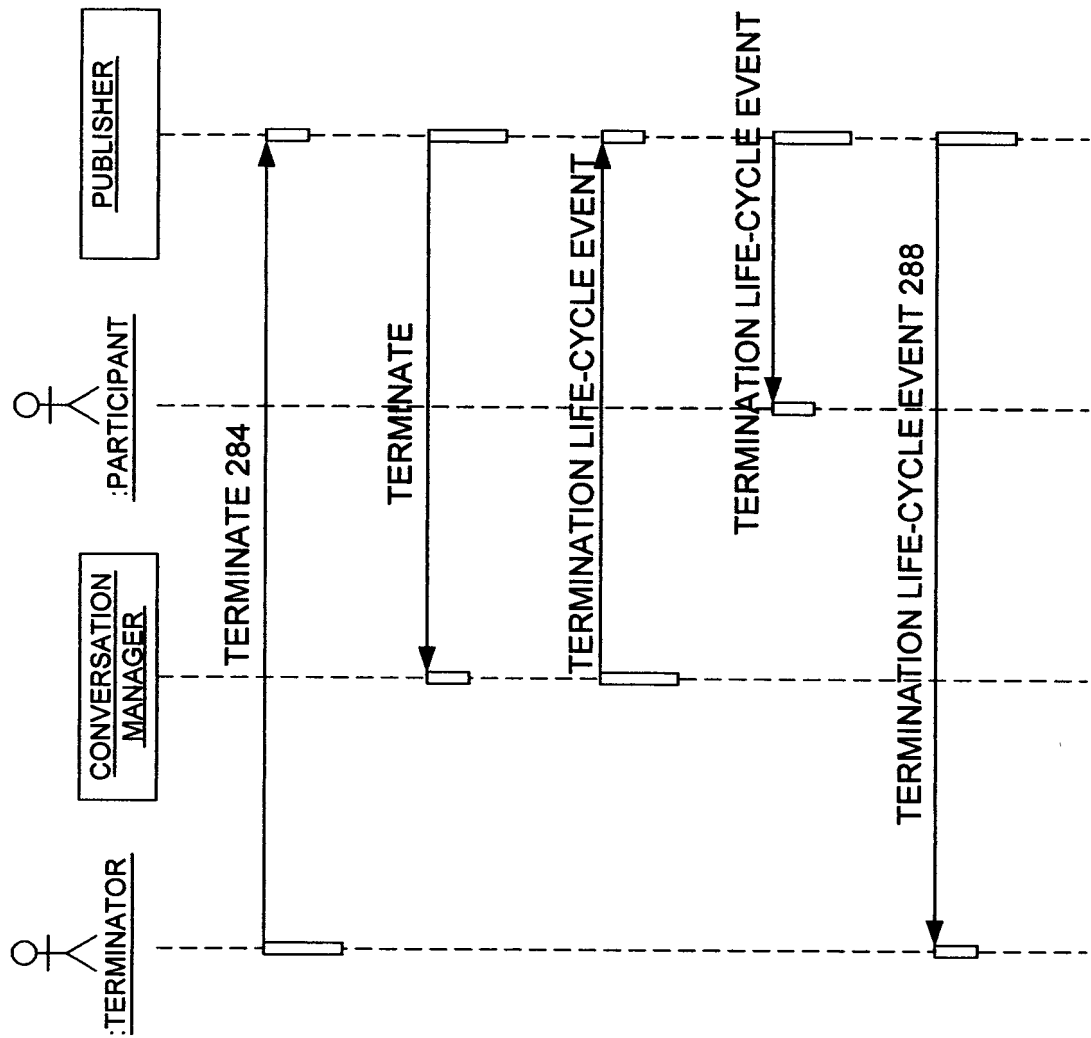 :TERMINATOR
CONVERSATION
MANAGER
:PARTICIPANT
PUBLISHER
TERMINATE 284
TERMINATE
TERMINATION LIFE-CYCLE EVENT
TERMINATION LIFE-CYCLE EVENT
TERMINATION LIFE-CYCLE EVENT 288